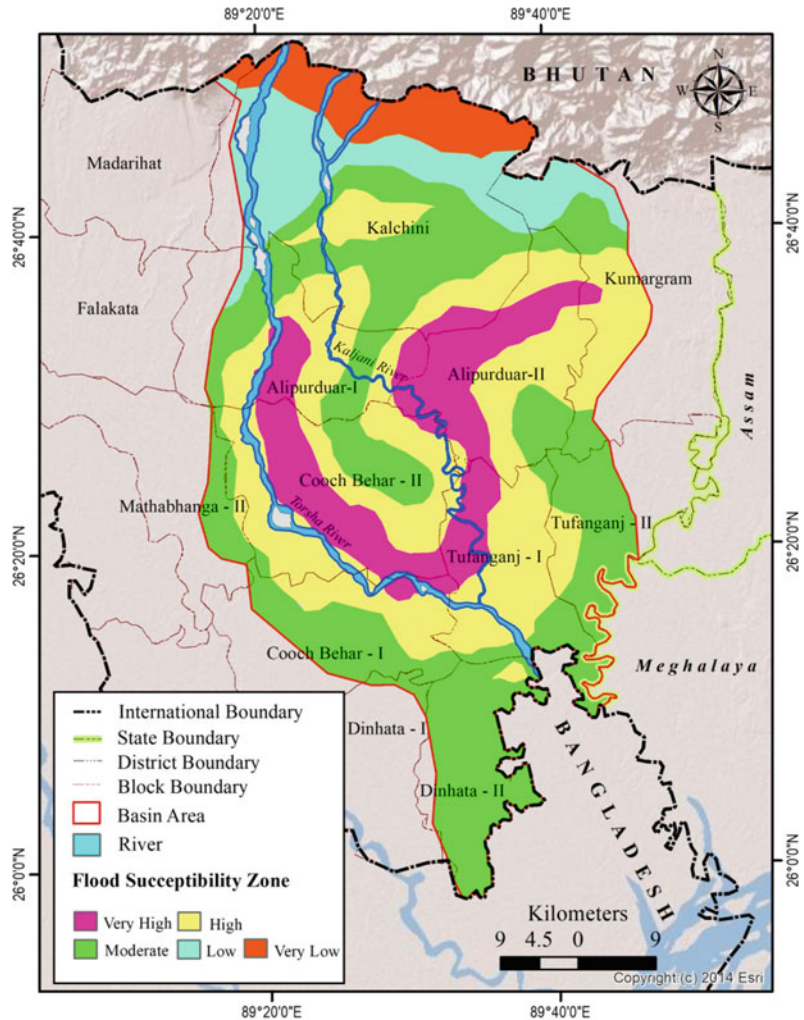 89°20'0"E
89°40'0"E
BHUTAN
N
W E
S
Madarihat
26°40'0"N
Kalchini
26°40'0"N
Kumargram
Falakata
Kaljani River
Alipurduar-I
Alipurduar-II
Assam
Cooch Behar - II
Mathabhanga - II
Torsha River
Tufanganj - II
26°20'0"N
Tufanganj - I
26°20'0"N
Cooch Behar - I
Meghalaya
International Boundary
State Boundary
District Boundary
Block Boundary
Basin Area
River
Flood Succeptibility Zone
Very High
High
Moderate
Low
Very Low
Dinhata - I
Dinhata - II
BANGLADESH
26°0'0"N
26°0'0"N
Kilometers
9 4.5 0 9
Copyright:(c) 2014 Esri
89°20'0"E
89°40'0"E